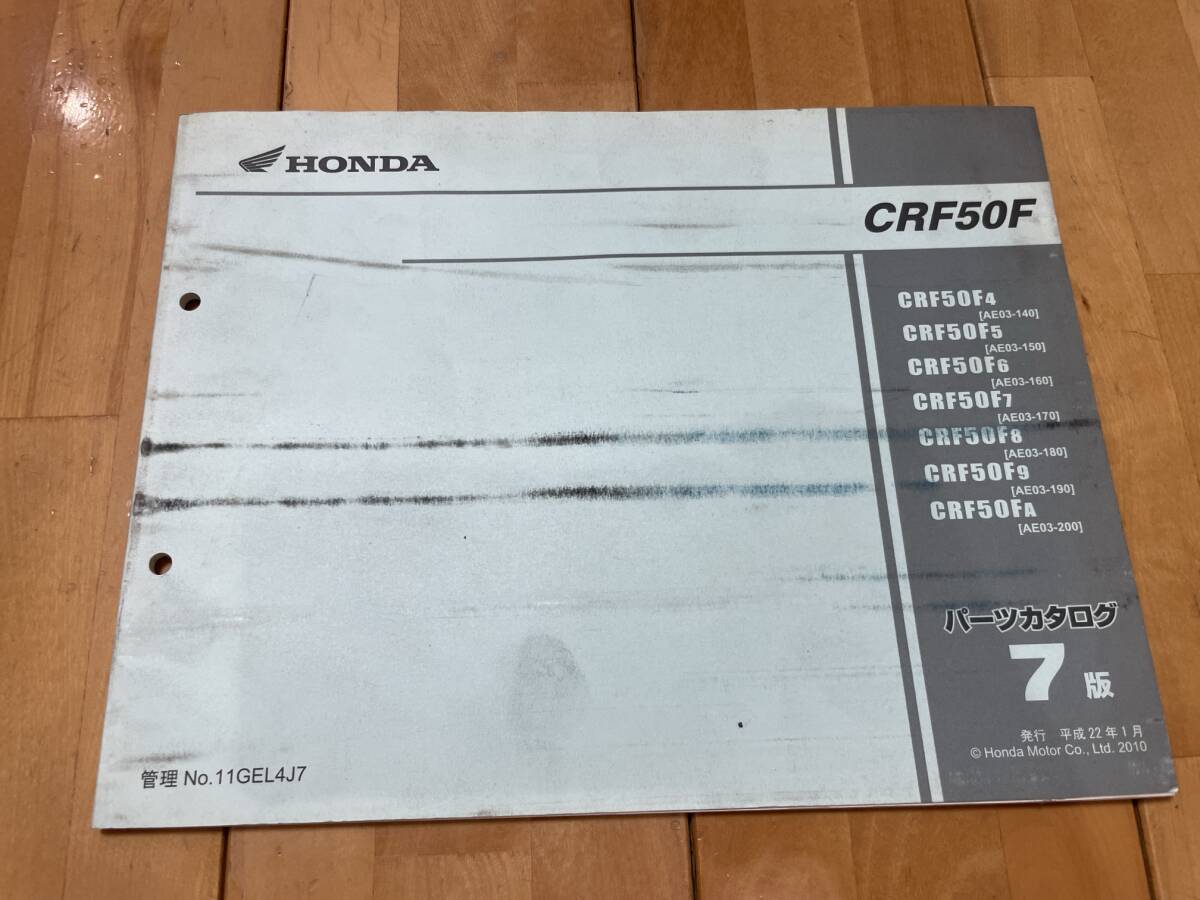 HONDA
CRF50F
CRF50F4
[AE03-140]
CRF50F5
[AE03-150]
CRF50F6
[AE03-160]
CRF50F7
[AE03-170]
CRF50F8
[AE03-180]
CRF50F9
[AE03-190]
CRF50FA
[AE03-200]
パーツカタログ
7版
発行 平成22年1月
© Honda Motor Co., Ltd. 2010
管理 No.11GEL4J7